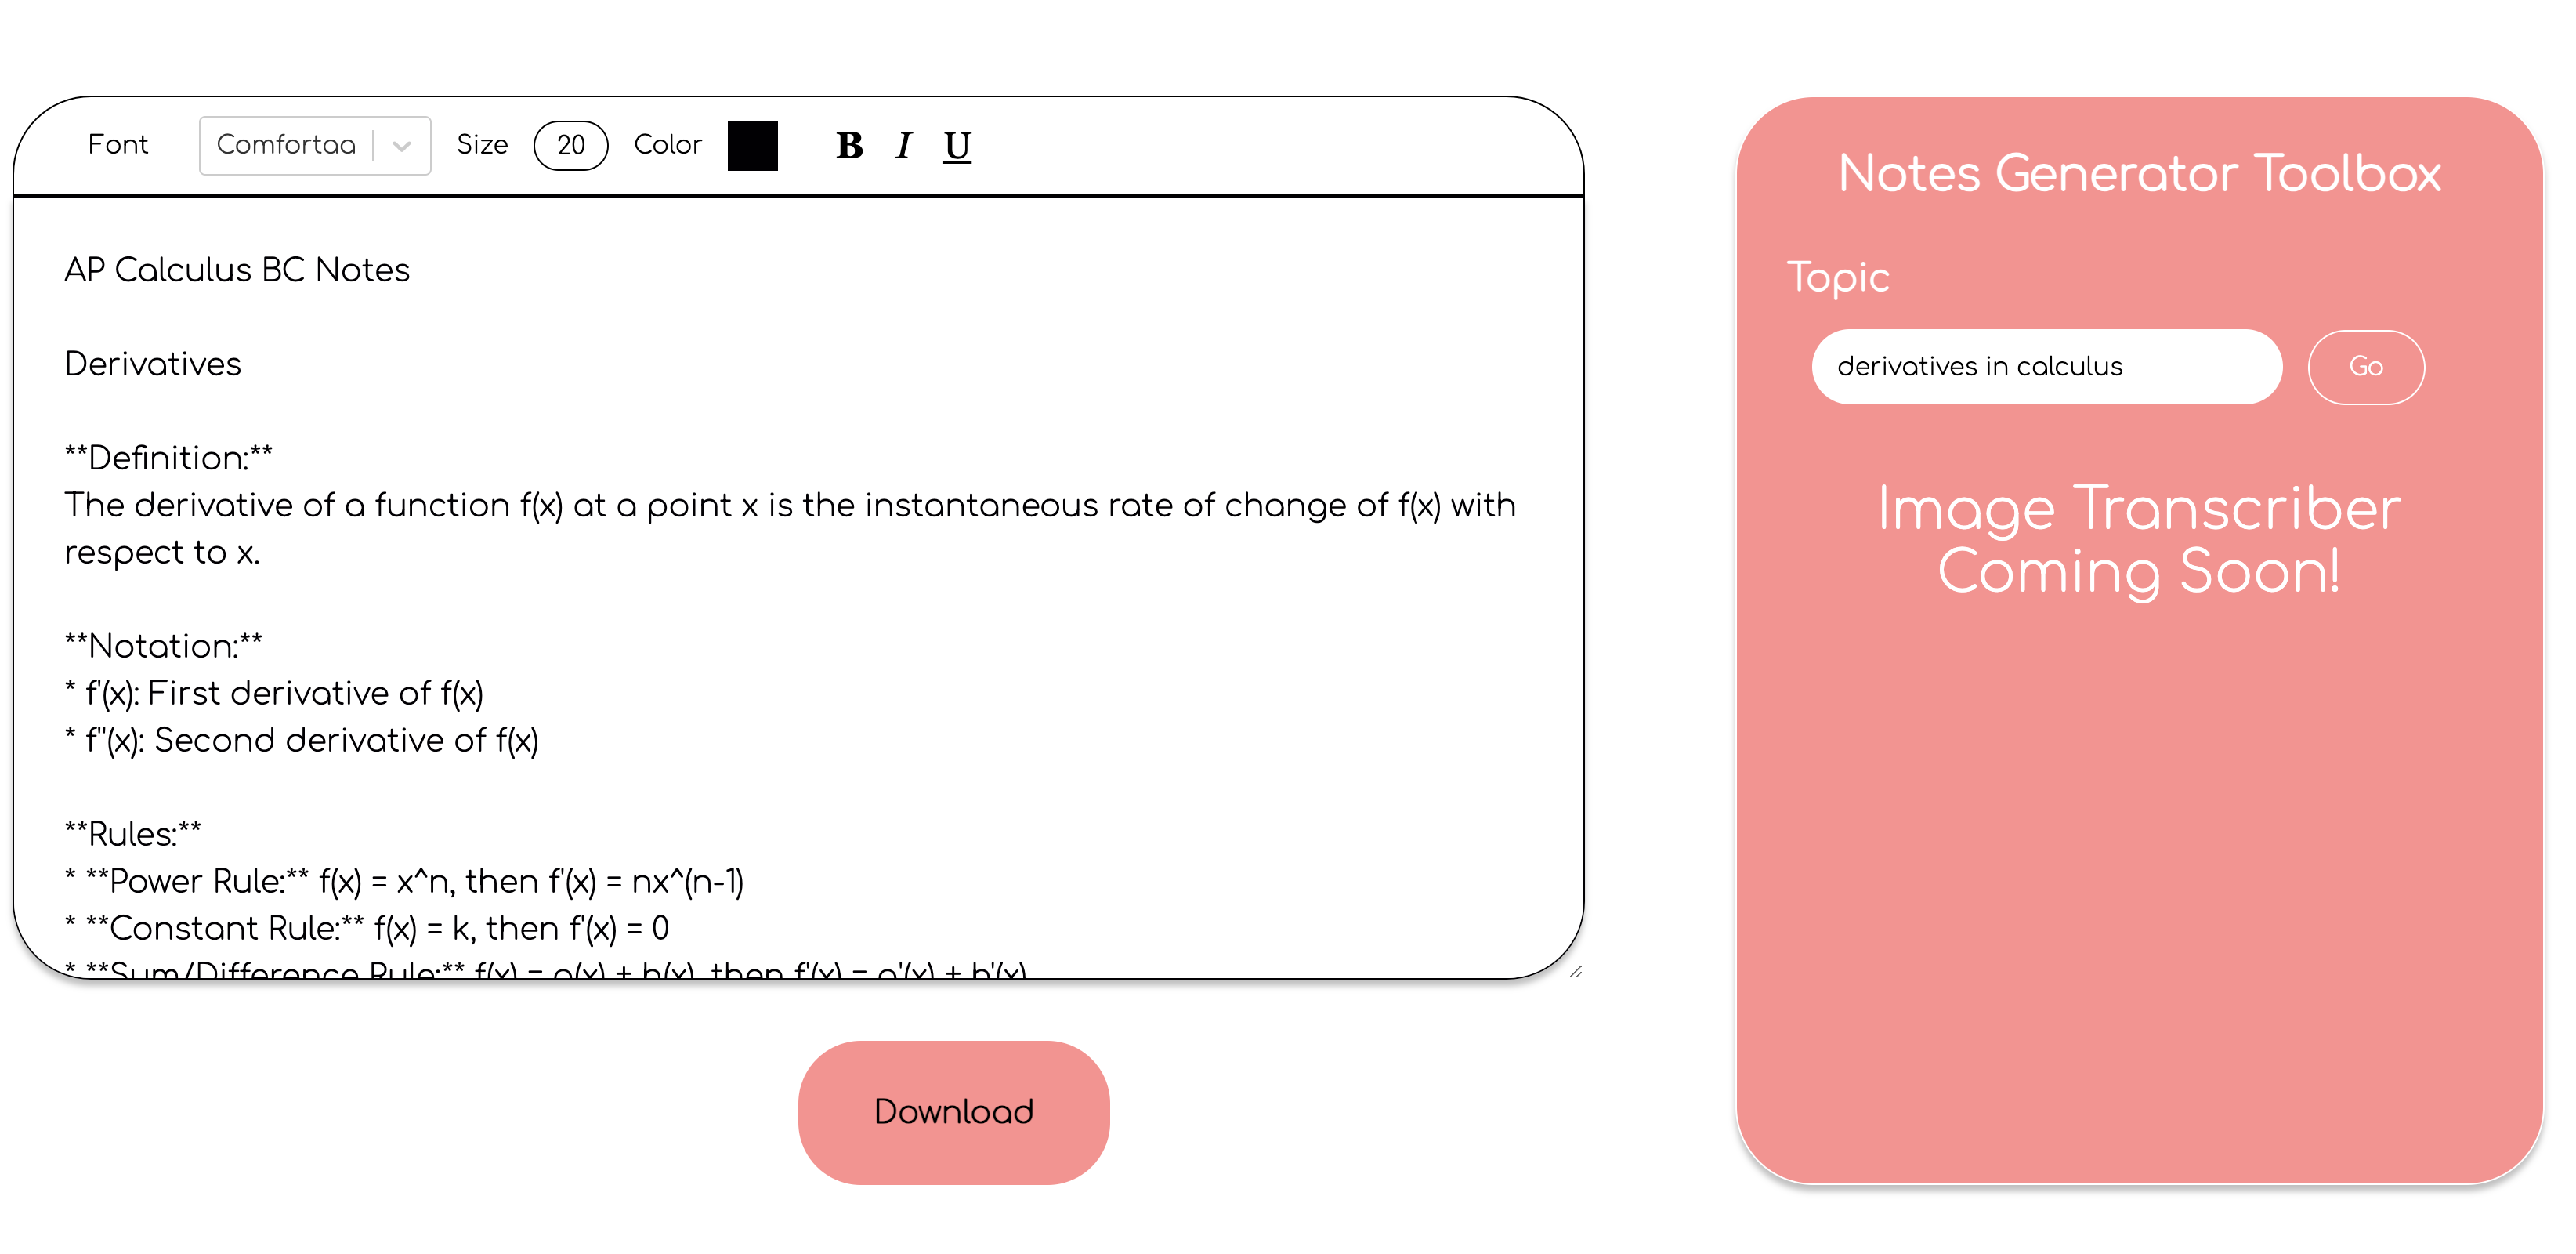 Font Comfortaa Size 20 Color B I U
AP Calculus BC Notes
Derivatives
**Definition:**
The derivative of a function f(x) at a point x is the instantaneous rate of change of f(x) with
respect to x.
**Notation:**
* f'(x): First derivative of f(x)
* f''(x): Second derivative of f(x)
**Rules:**
* **Power Rule:** f(x) = x^n, then f'(x) = nx^(n-1)
* **Constant Rule:** f(x) = k, then f'(x) = 0
* **Sum/Difference Rule:** f(x) = g(x) + h(x), then f'(x) = g'(x) + h'(x)
Download
Notes Generator Toolbox
Topic
derivatives in calculus Go
Image Transcriber
Coming Soon!